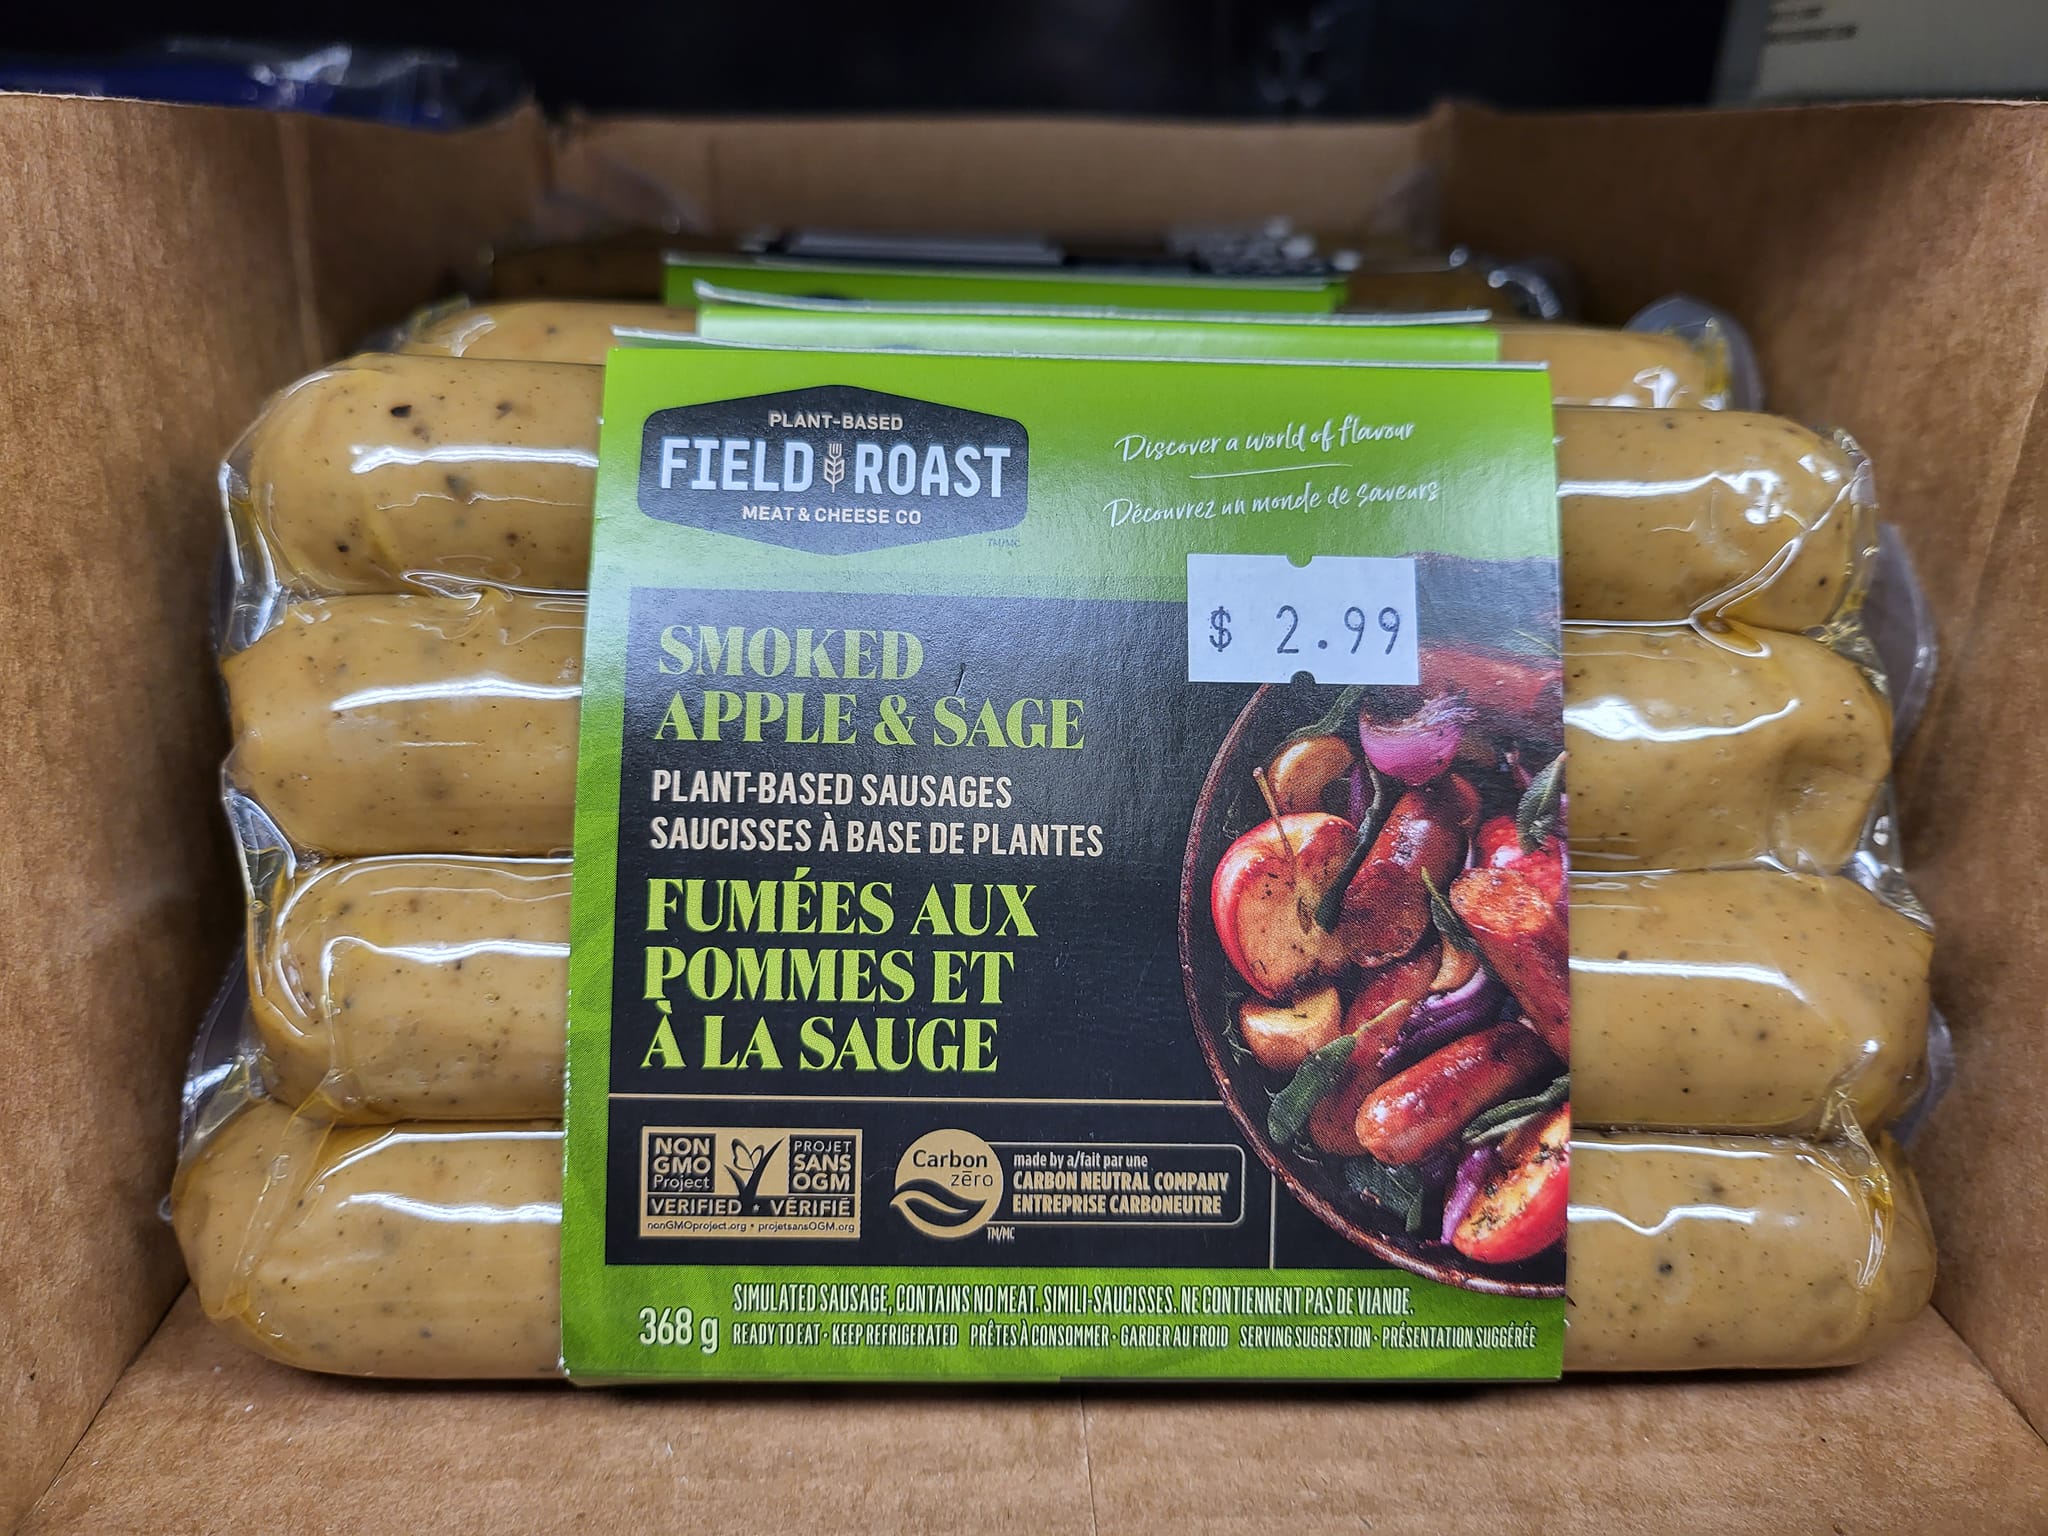 PLANT-BASED
FIELD ROAST
MEAT & CHEESE CO
TM/MC
Discover a world of flavour
Découvrez un monde de saveurs
$ 2.99
SMOKED
APPLE & SAGE
PLANT-BASED SAUSAGES
SAUCISSES À BASE DE PLANTES
FUMÉES AUX
POMMES ET
À LA SAUGE
NON
GMO
Project
PROJET
SANS
OGM
VERIFIED • VÉRIFIÉ
nonGMOproject.org • projetsansOGM.org
Carbon
zēro
TM/MC
made by a/fait par une
CARBON NEUTRAL COMPANY
ENTREPRISE CARBONEUTRE
368 g
SIMULATED SAUSAGE, CONTAINS NO MEAT. SIMILI-SAUCISSES. NE CONTIENNENT PAS DE VIANDE.
READY TO EAT • KEEP REFRIGERATED PRÊTES À CONSOMMER • GARDER AU FROID SERVING SUGGESTION • PRÉSENTATION SUGGÉRÉE